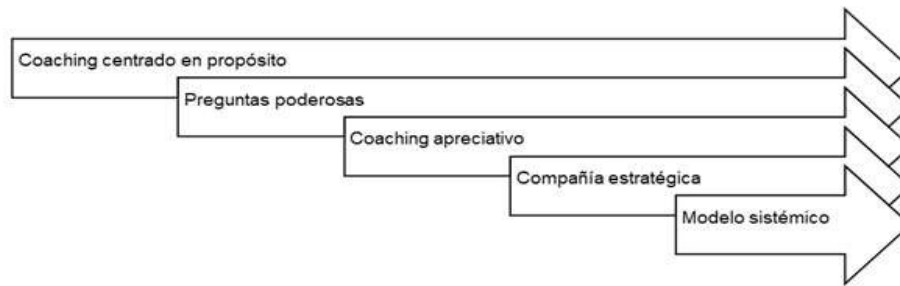 Coaching centrado en propósito
Preguntas poderosas
Coaching apreciativo
Compañía estratégica
Modelo sistémico